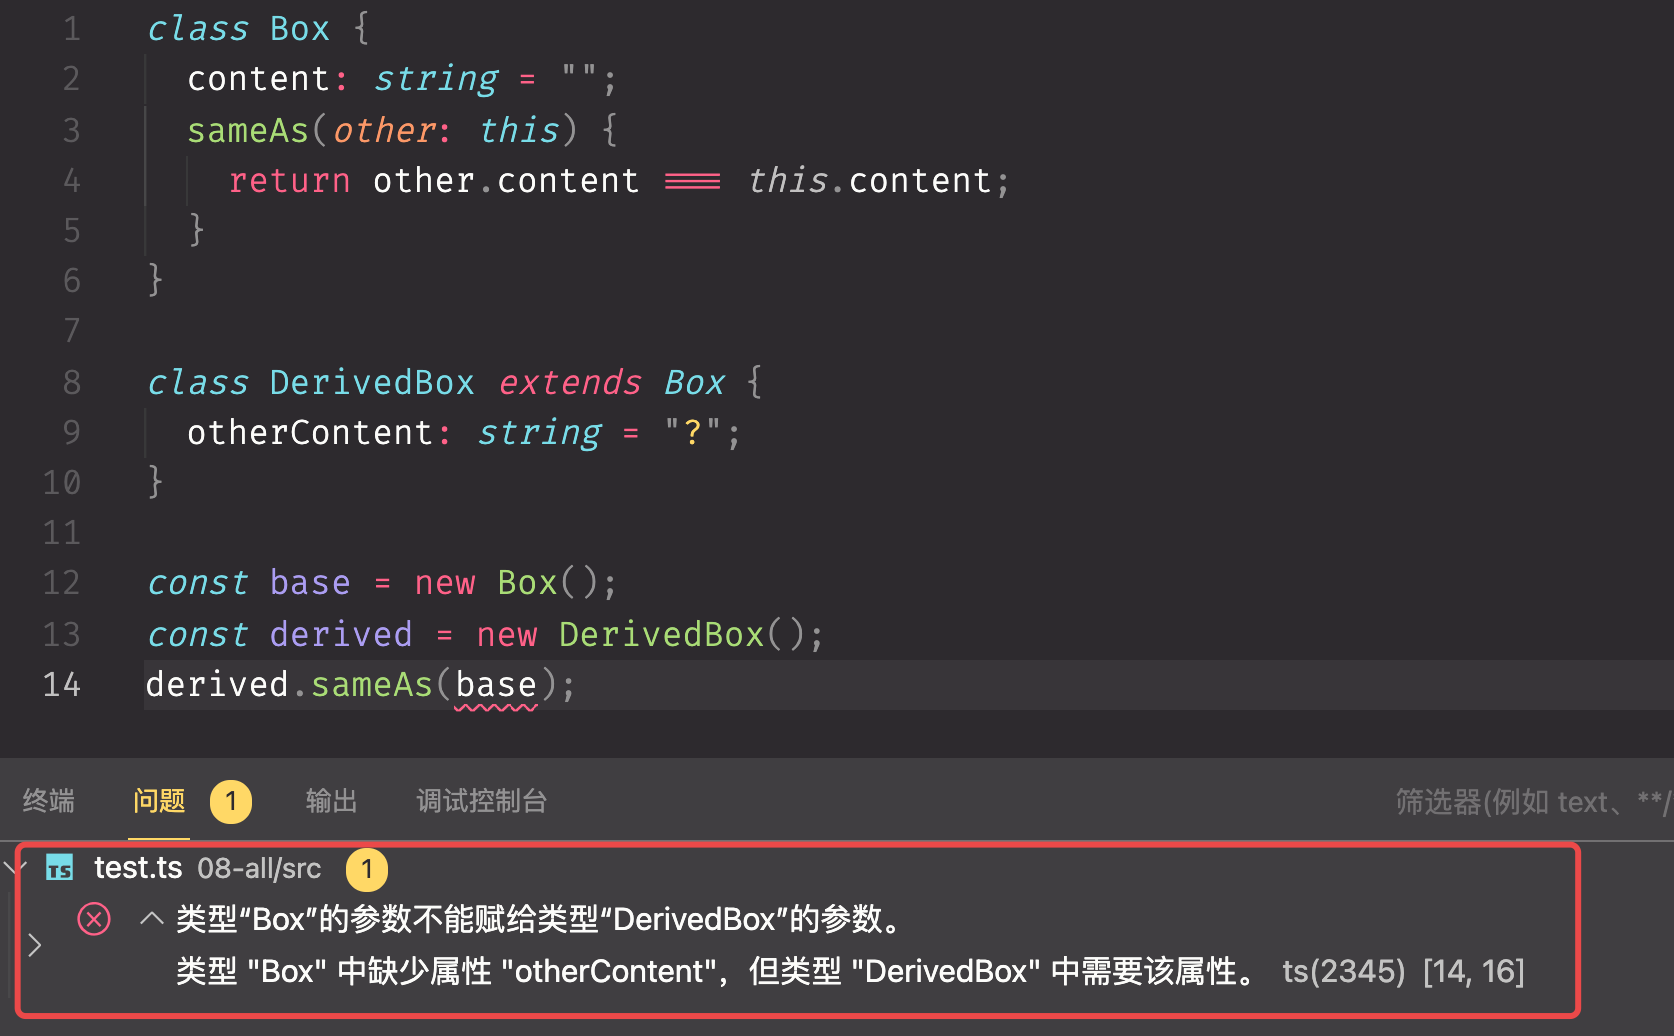 1 class Box {
2 content: string = "";
3 sameAs(other: this) {
4 return other.content === this.content;
5 }
6 }
7
8 class DerivedBox extends Box {
9 otherContent: string = "?";
10 }
11
12 const base = new Box();
13 const derived = new DerivedBox();
14 derived.sameAs(base);
终端 问题 1 输出 调试控制台 筛选器(例如 text、**/
TS test.ts 08-all/src 1
类型“Box”的参数不能赋给类型“DerivedBox”的参数。
类型 "Box" 中缺少属性 "otherContent"，但类型 "DerivedBox" 中需要该属性。 ts(2345) [14, 16]